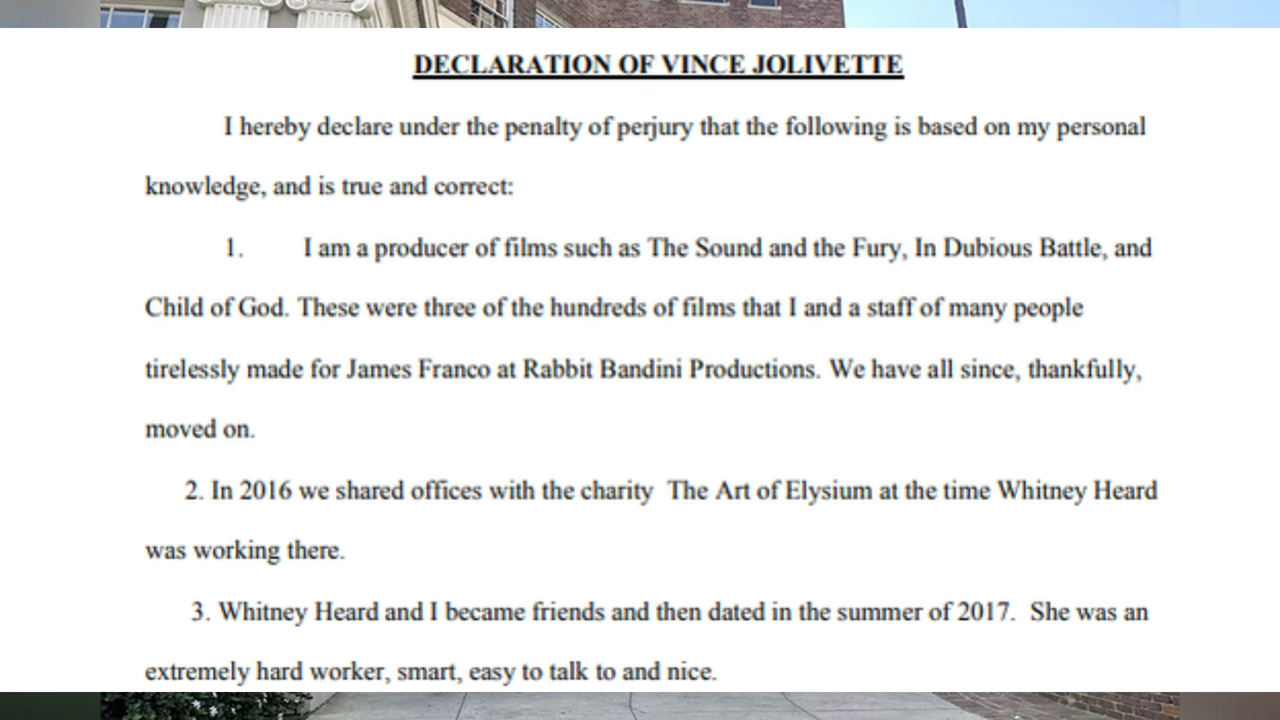 DECLARATION OF VINCE JOLIVETTE
I hereby declare under the penalty of perjury that the following is based on my personal
knowledge, and is true and correct:
1. I am a producer of films such as The Sound and the Fury, In Dubious Battle, and
Child of God. These were three of the hundreds of films that I and a staff of many people
tirelessly made for James Franco at Rabbit Bandini Productions. We have all since, thankfully,
moved on.
2. In 2016 we shared offices with the charity The Art of Elysium at the time Whitney Heard
was working there.
3. Whitney Heard and I became friends and then dated in the summer of 2017. She was an
extremely hard worker, smart, easy to talk to and nice.